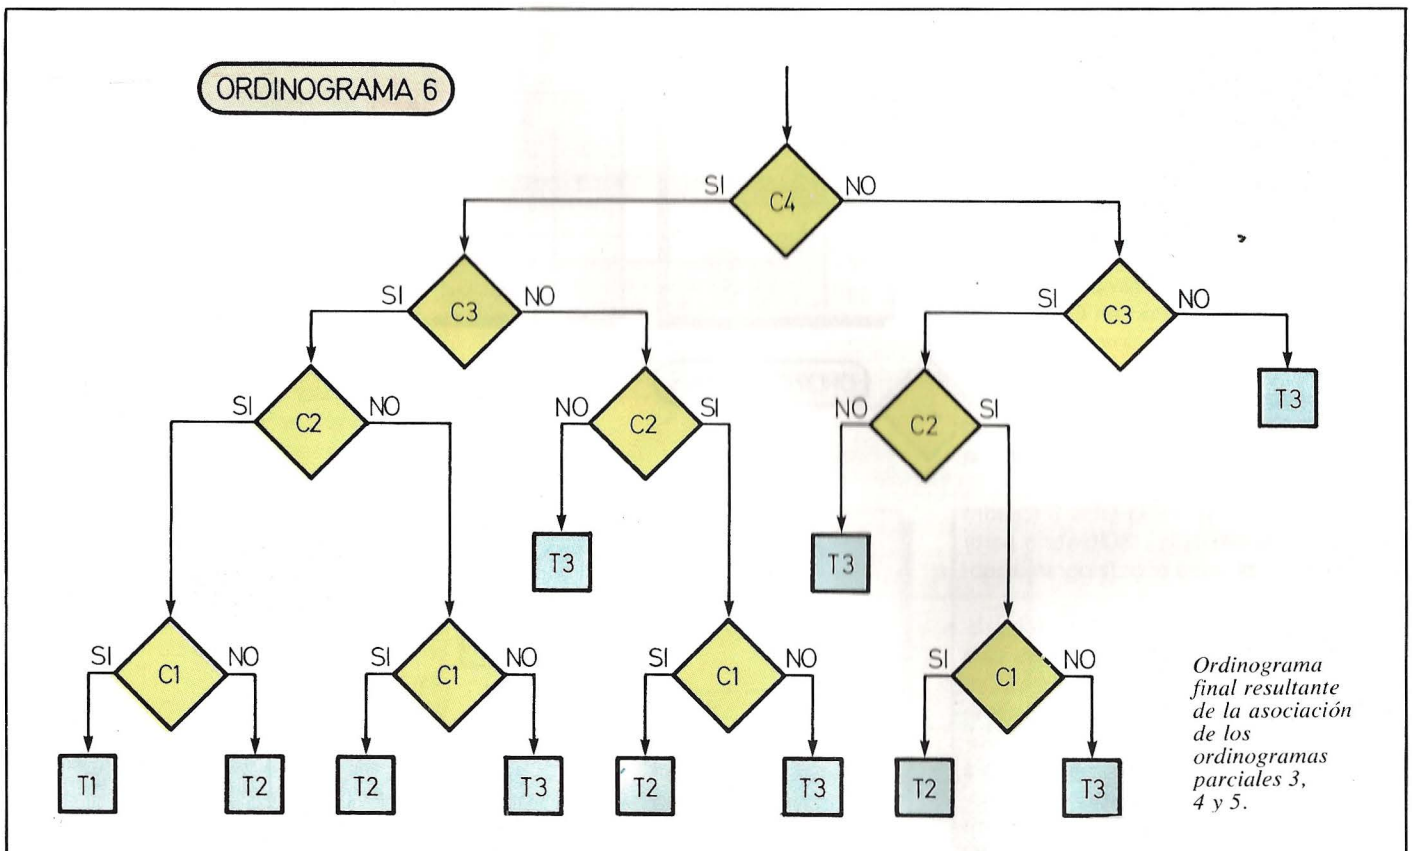 ORDINOGRAMA 6
SI NO
C4
SI NO SI NO
C3 C3
SI NO NO SI NO SI T3
C2 C2 C2
T3 T3
SI NO SI NO SI NO SI NO
C1 C1 C1 C1
T1 T2 T2 T3 T2 T3 T2 T3
Ordinograma
final resultante
de la asociación
de los
ordinogramas
parciales 3,
4 y 5.